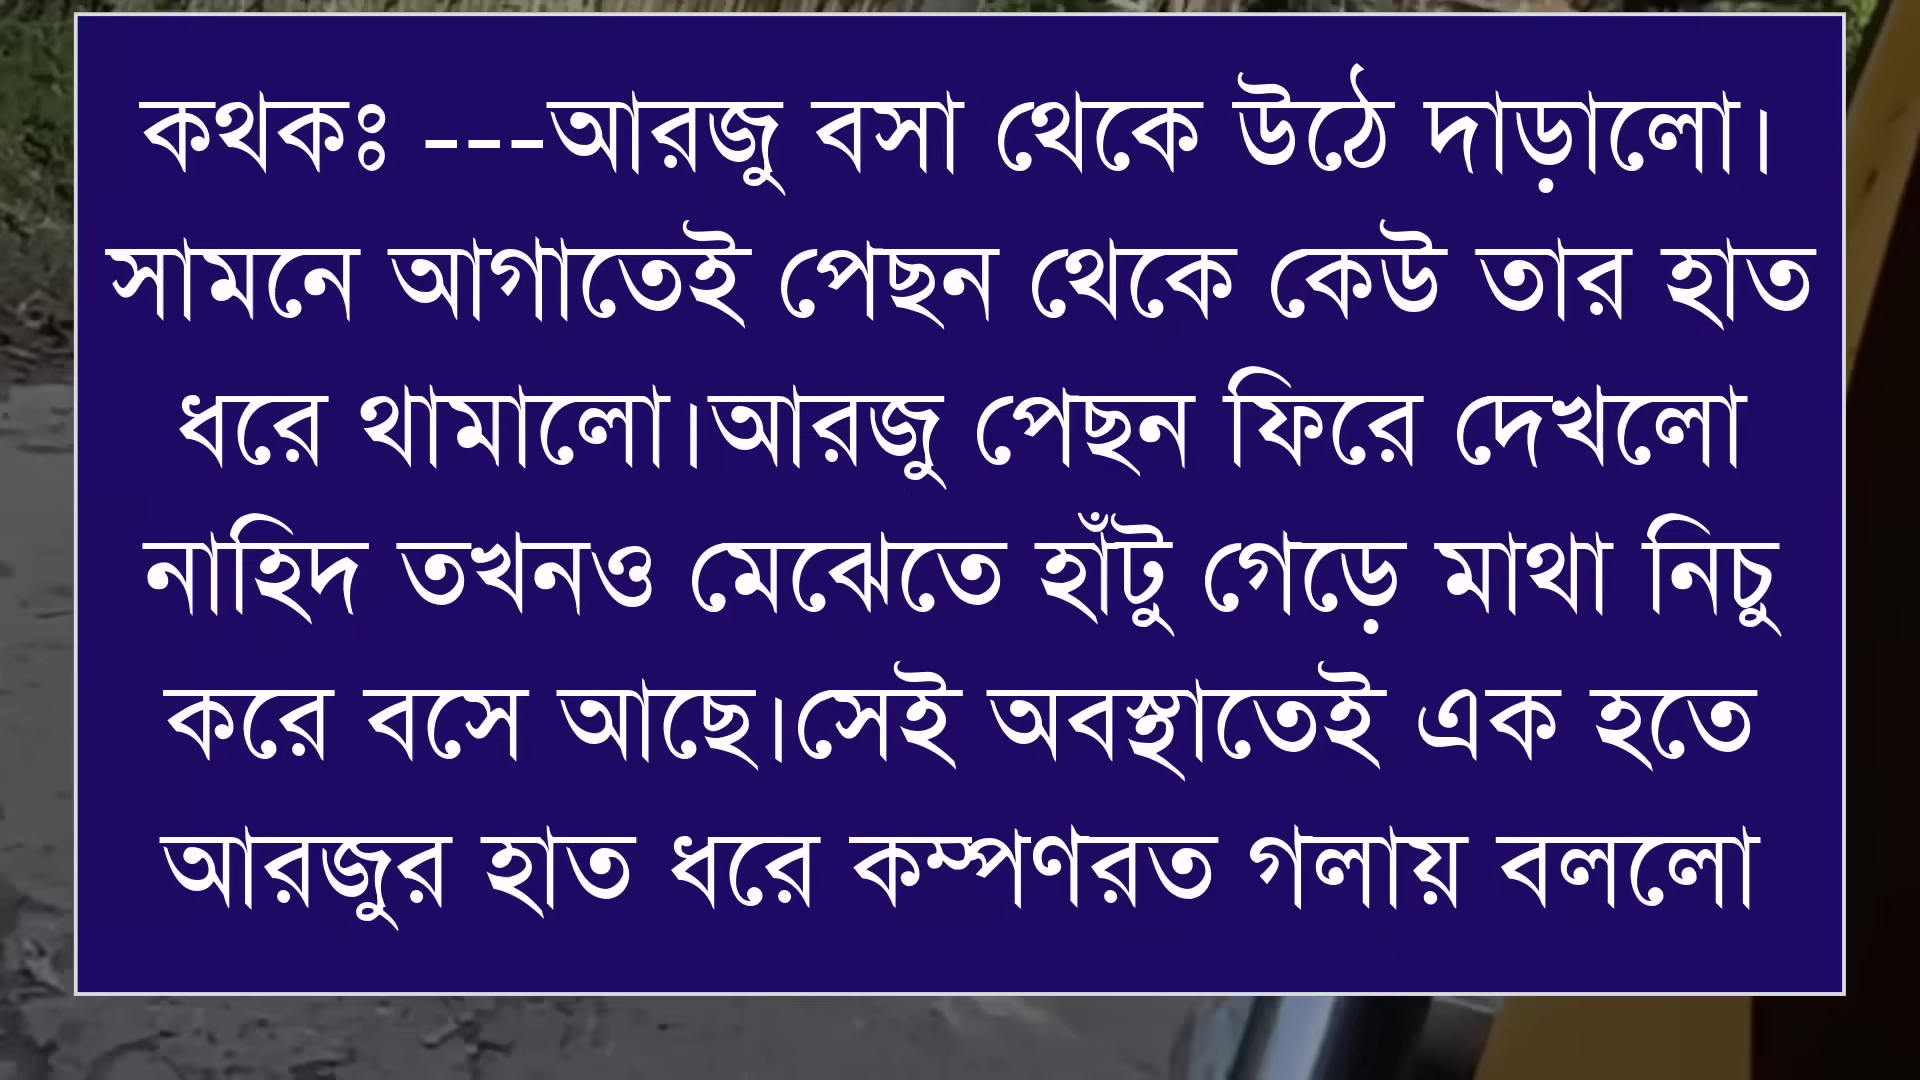 কথকঃ ---আরজু বসা থেকে উঠে দাড়ালো।
সামনে আগাতেই পেছন থেকে কেউ তার হাত
ধরে থামালো।আরজু পেছন ফিরে দেখলো
নাহিদ তখনও মেঝেতে হাঁটু গেড়ে মাথা নিচু
করে বসে আছে।সেই অবস্থাতেই এক হতে
আরজুর হাত ধরে কম্পণরত গলায় বললো